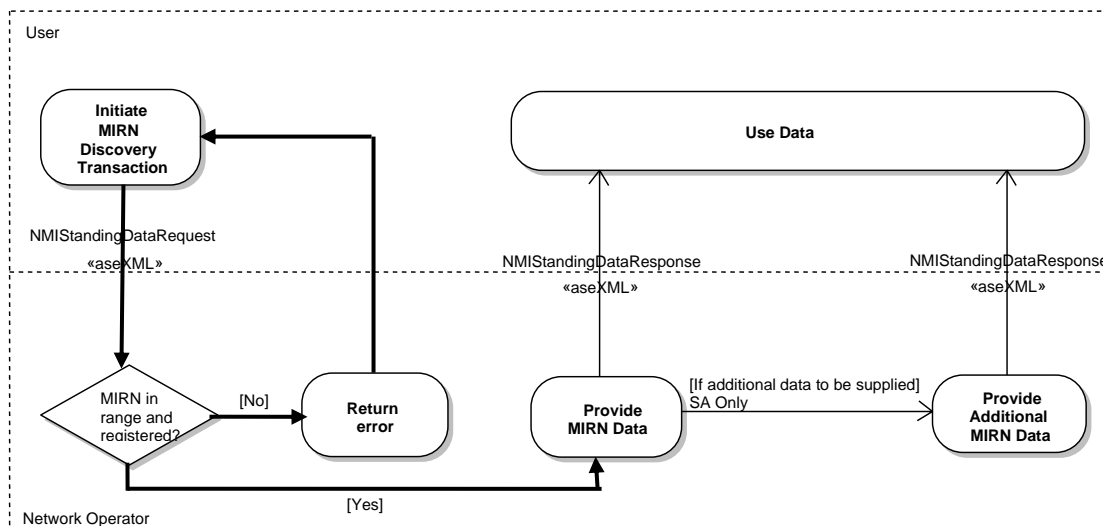 User
Initiate
MIRN
Discovery
Transaction
Use Data
NMIStandingDataRequest
«aseXML»
NMIStandingDataResponse
«aseXML»
NMIStandingDataResponse
«aseXML»
MIRN in
range and
registered?
[No]
Return
error
Provide
MIRN Data
[If additional data to be supplied]
SA Only
Provide
Additional
MIRN Data
[Yes]
Network Operator